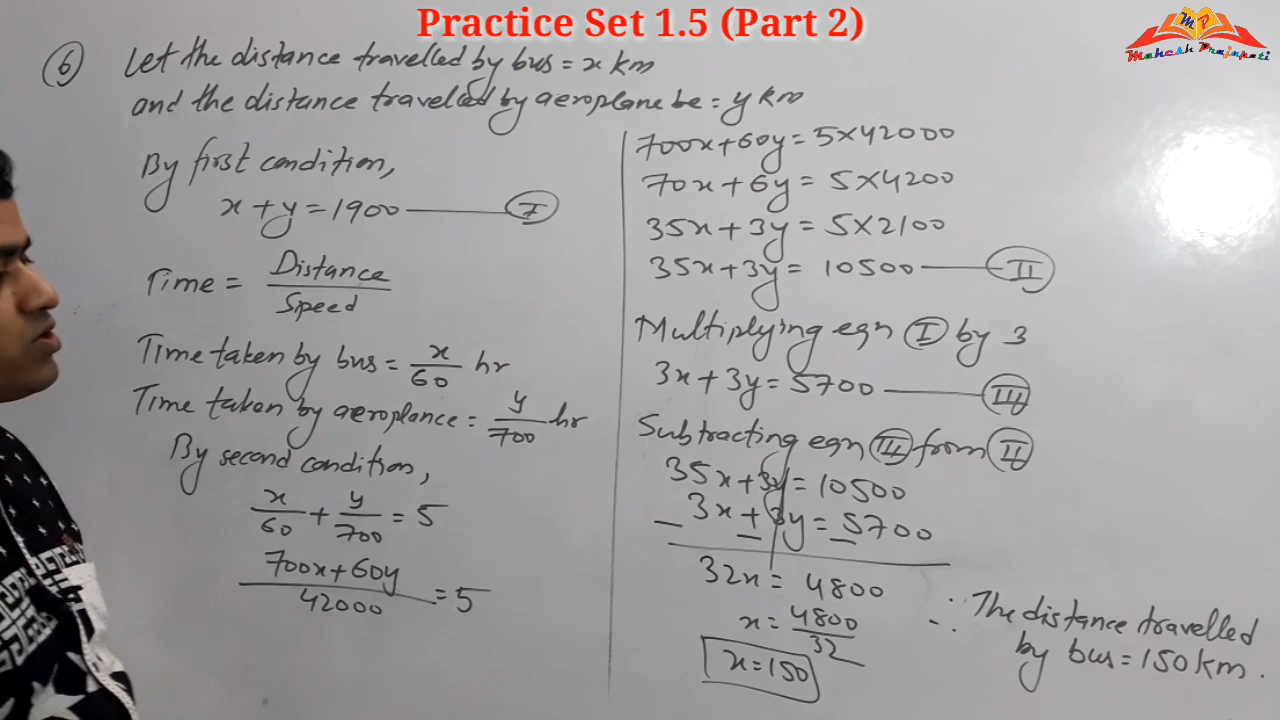 Practice Set 1.5 (Part 2)
MP
Mahesh Prajapati
⑥ Let the distance travelled by bus = x km
and the distance travelled by aeroplane be = y km
By first condition,
x + y = 1900 — Ⅰ
Time = Distance / Speed
Time taken by bus = x/60 hr
Time taken by aeroplance = y/700 hr
By second condition,
x/60 + y/700 = 5
700x + 60y / 42000 = 5
700x + 60y = 5 × 42000
70x + 6y = 5 × 4200
35x + 3y = 5 × 2100
35x + 3y = 10500 — Ⅱ
Multiplying eqn Ⅰ by 3
3x + 3y = 5700 — Ⅲ
Subtracting eqn Ⅲ from Ⅱ
35x + 3y = 10500
− 3x + 3y = 5700
− −
32x = 4800
x = 4800/32
x = 150
∴ The distance travelled
by bus = 150 km.